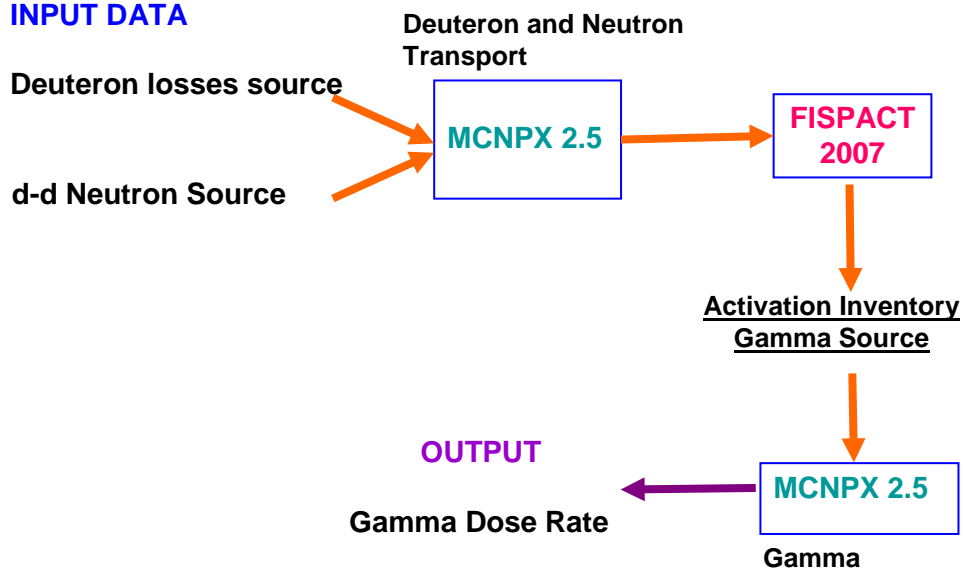 INPUT DATA
Deuteron and Neutron
Transport
Deuteron losses source
MCNPX 2.5
FISPACT
2007
d-d Neutron Source
Activation Inventory
Gamma Source
OUTPUT
MCNPX 2.5
Gamma Dose Rate
Gamma